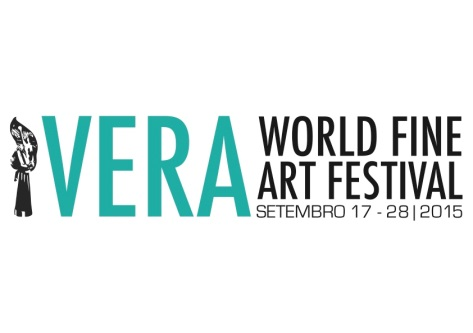 VERA
WORLD FINE
ART FESTIVAL
SETEMBRO 17 - 28|2015